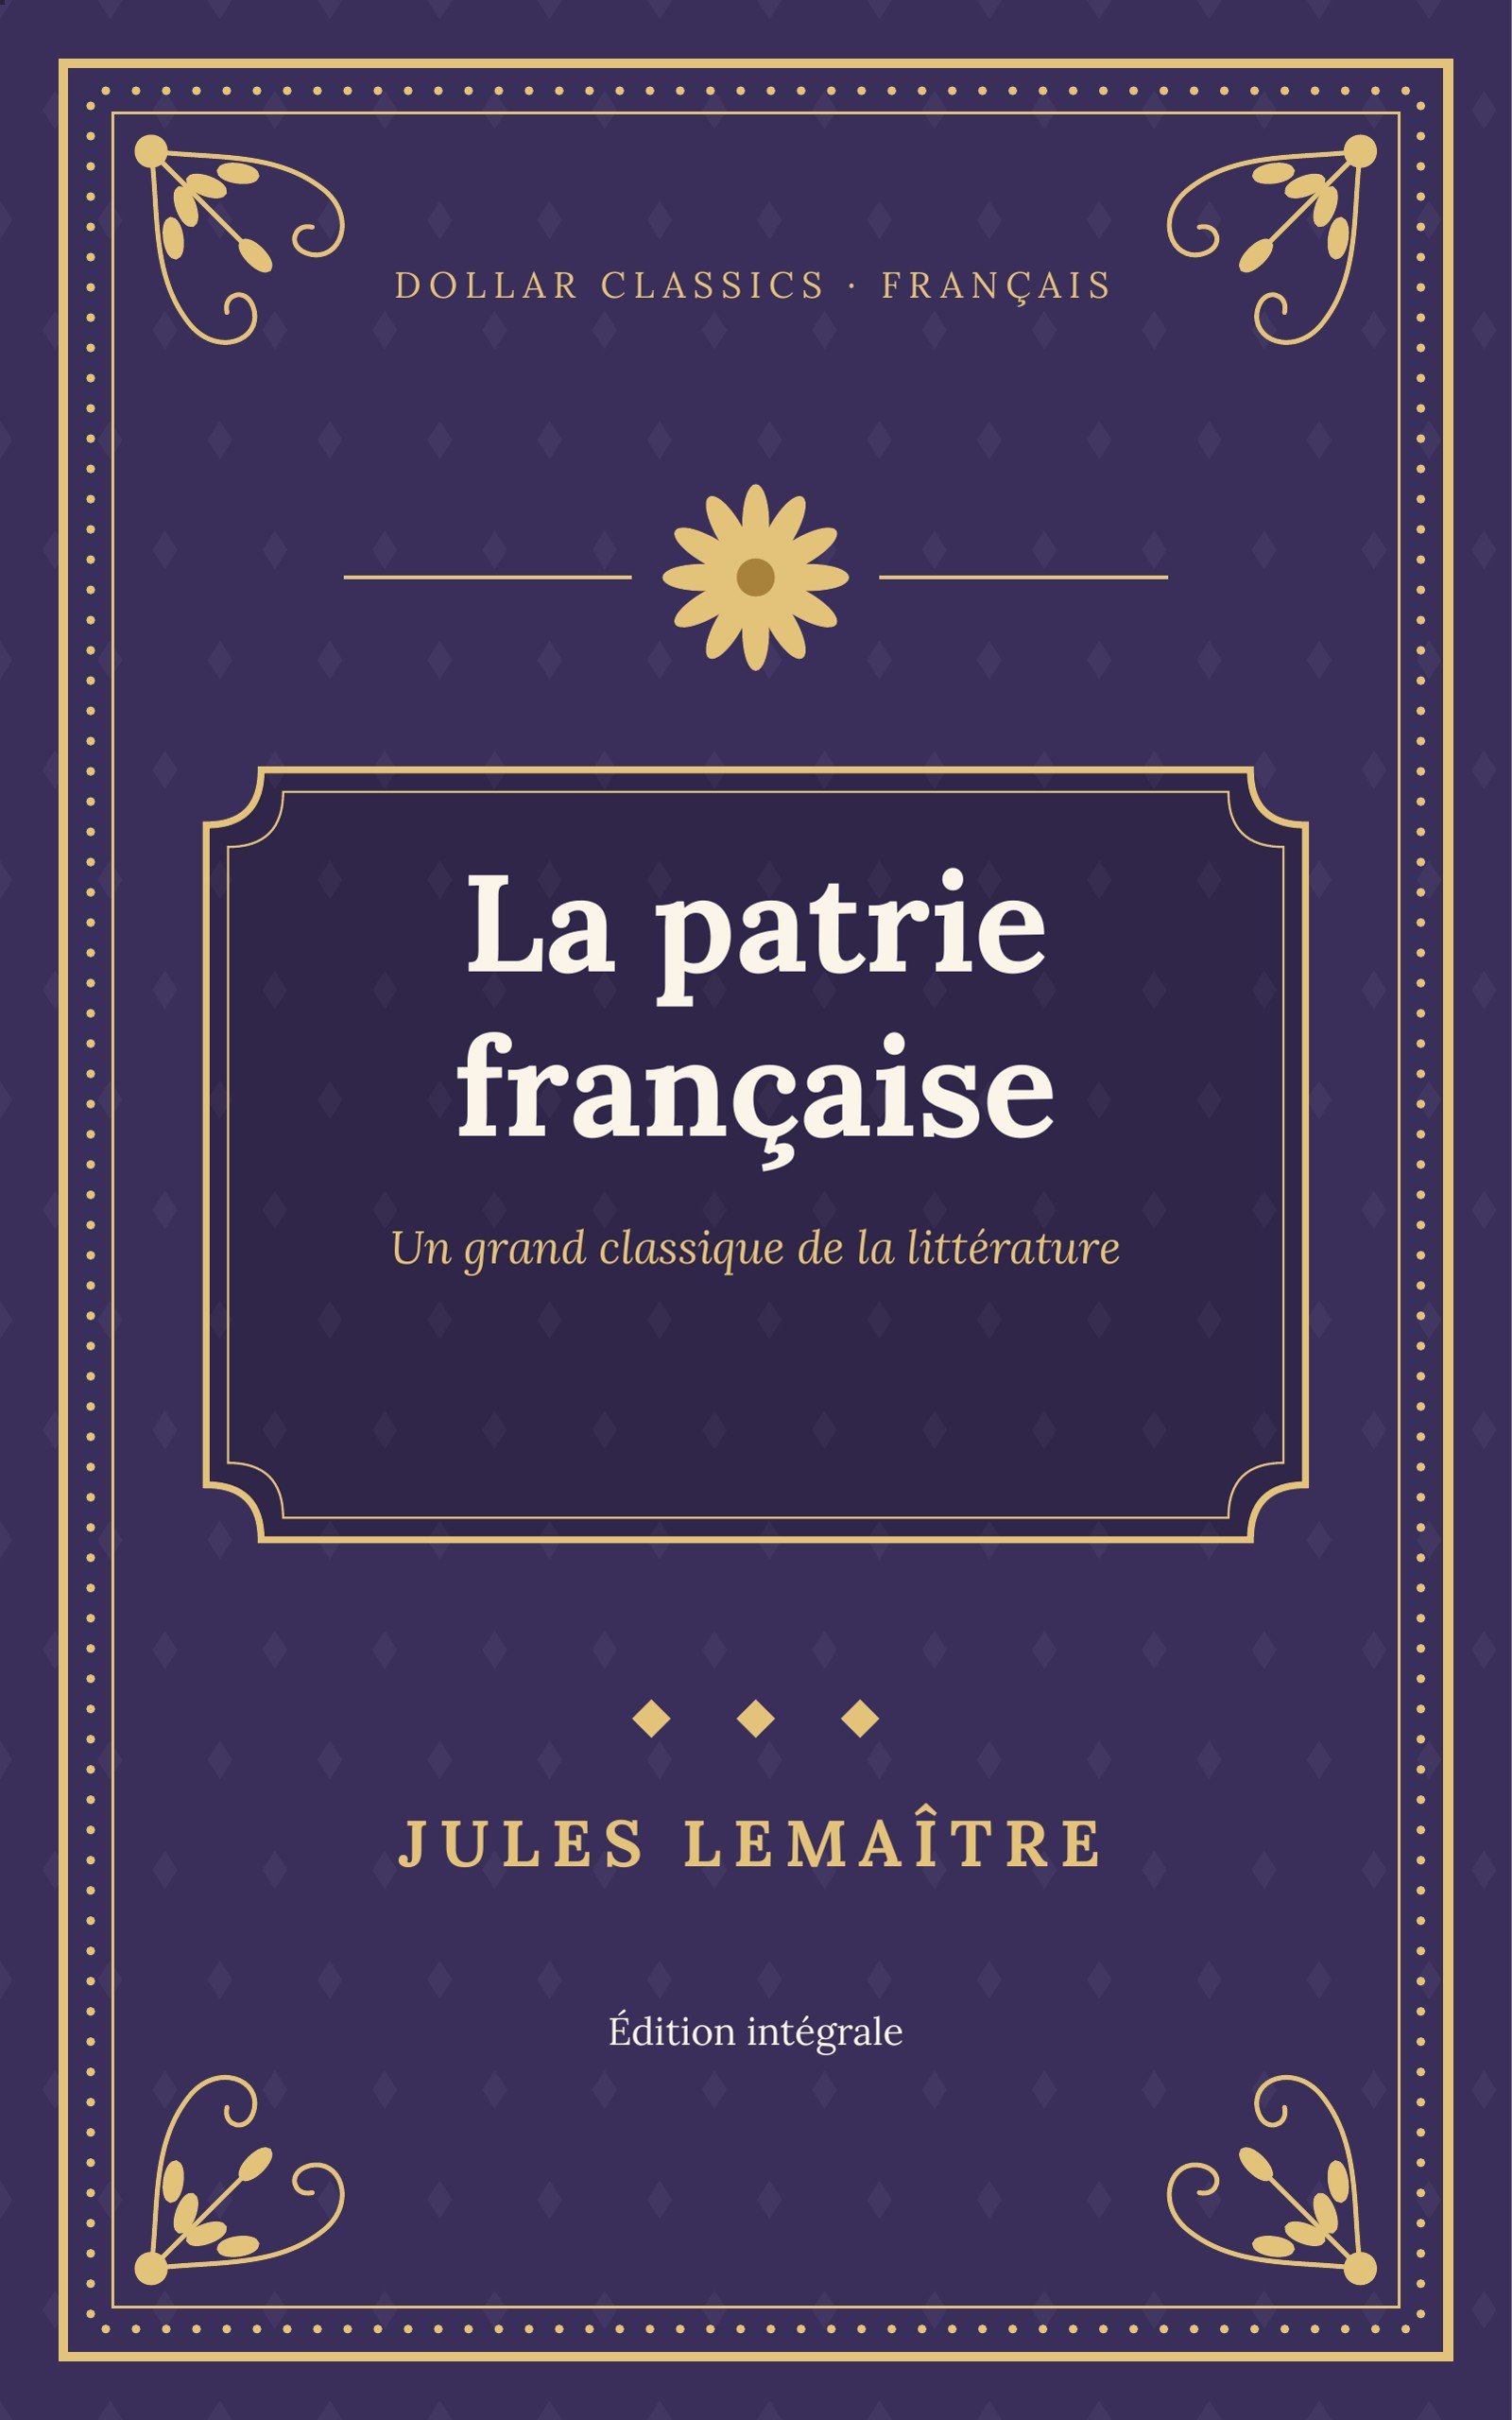 DOLLAR CLASSICS · FRANÇAIS
La patrie
française
Un grand classique de la littérature
JULES LEMAÎTRE
Édition intégrale